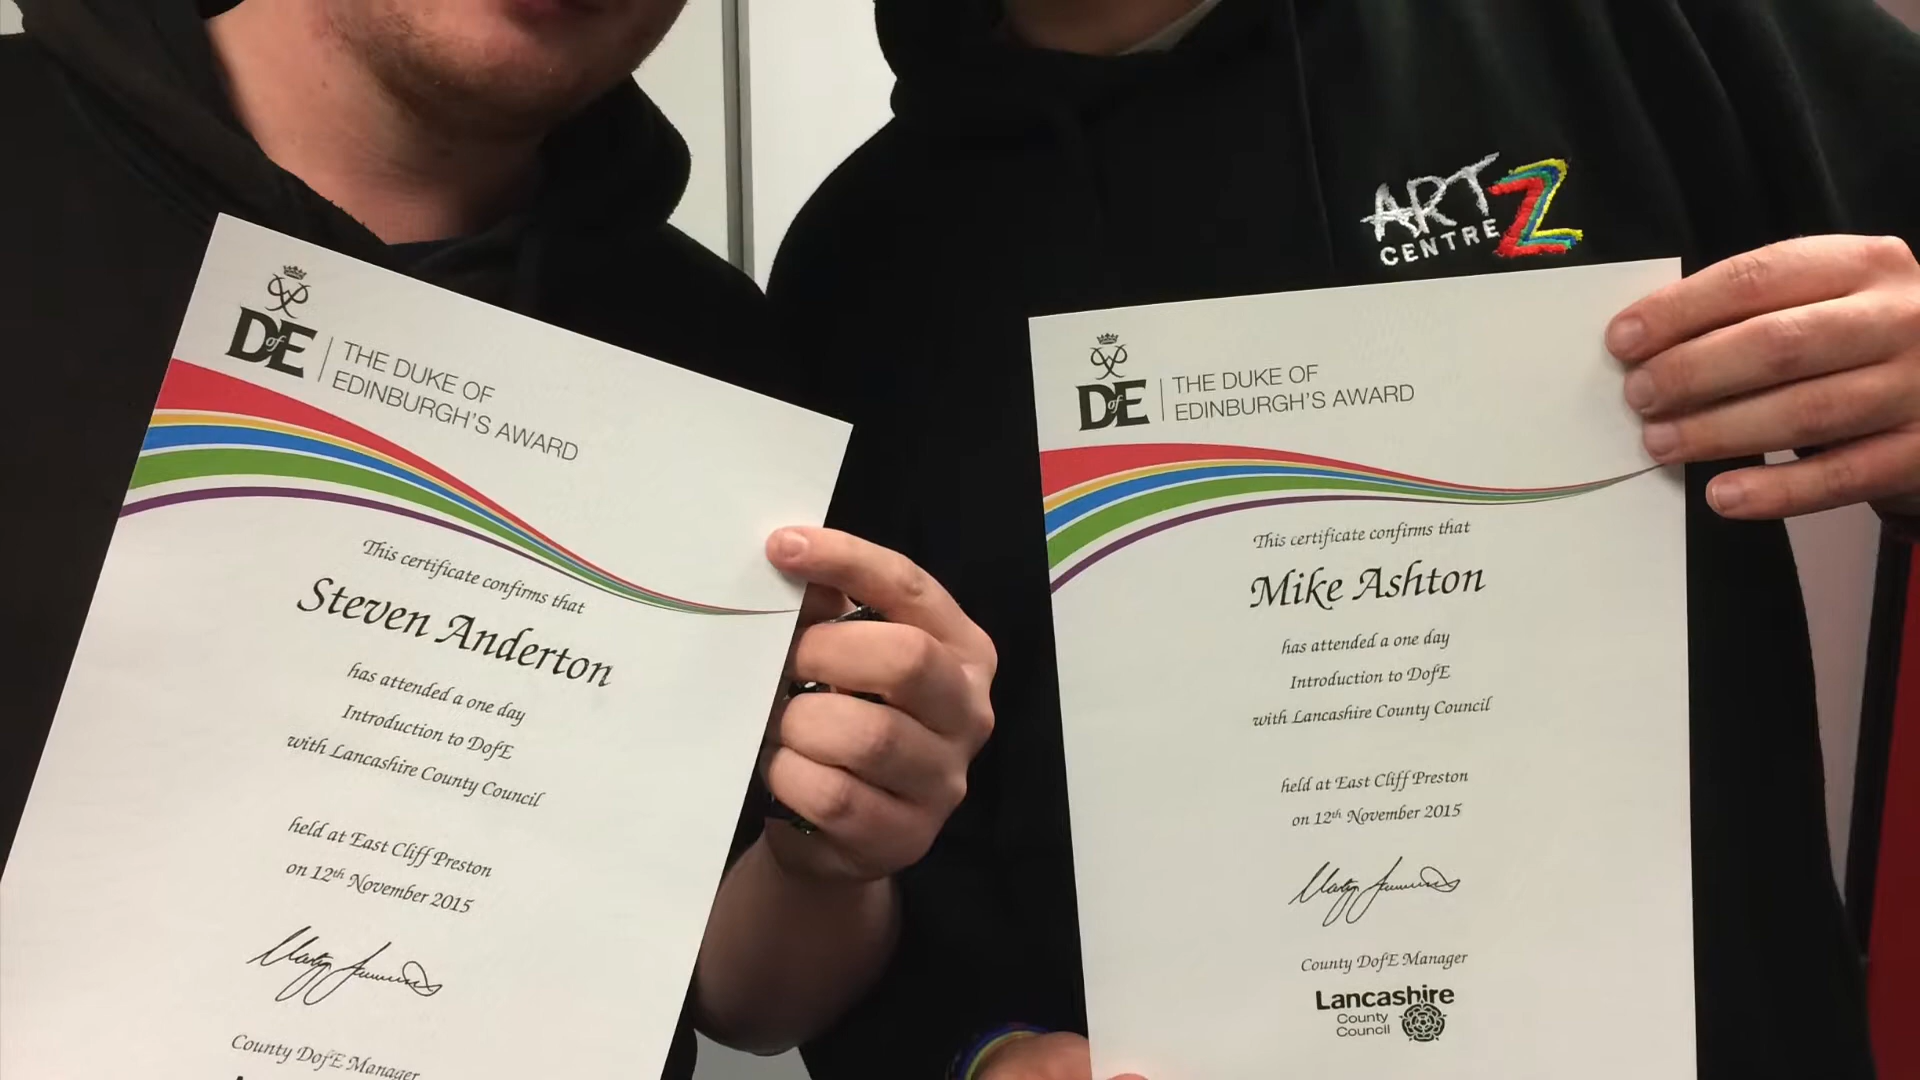 DofE
THE DUKE OF
EDINBURGH'S AWARD
This certificate confirms that
Steven Anderton
has attended a one day
Introduction to DofE
with Lancashire County Council
held at East Cliff Preston
on 12th November 2015
County DofE Manager
ART Z
CENTRE
DofE
THE DUKE OF
EDINBURGH'S AWARD
This certificate confirms that
Mike Ashton
has attended a one day
Introduction to DofE
with Lancashire County Council
held at East Cliff Preston
on 12th November 2015
County DofE Manager
Lancashire
County
Council